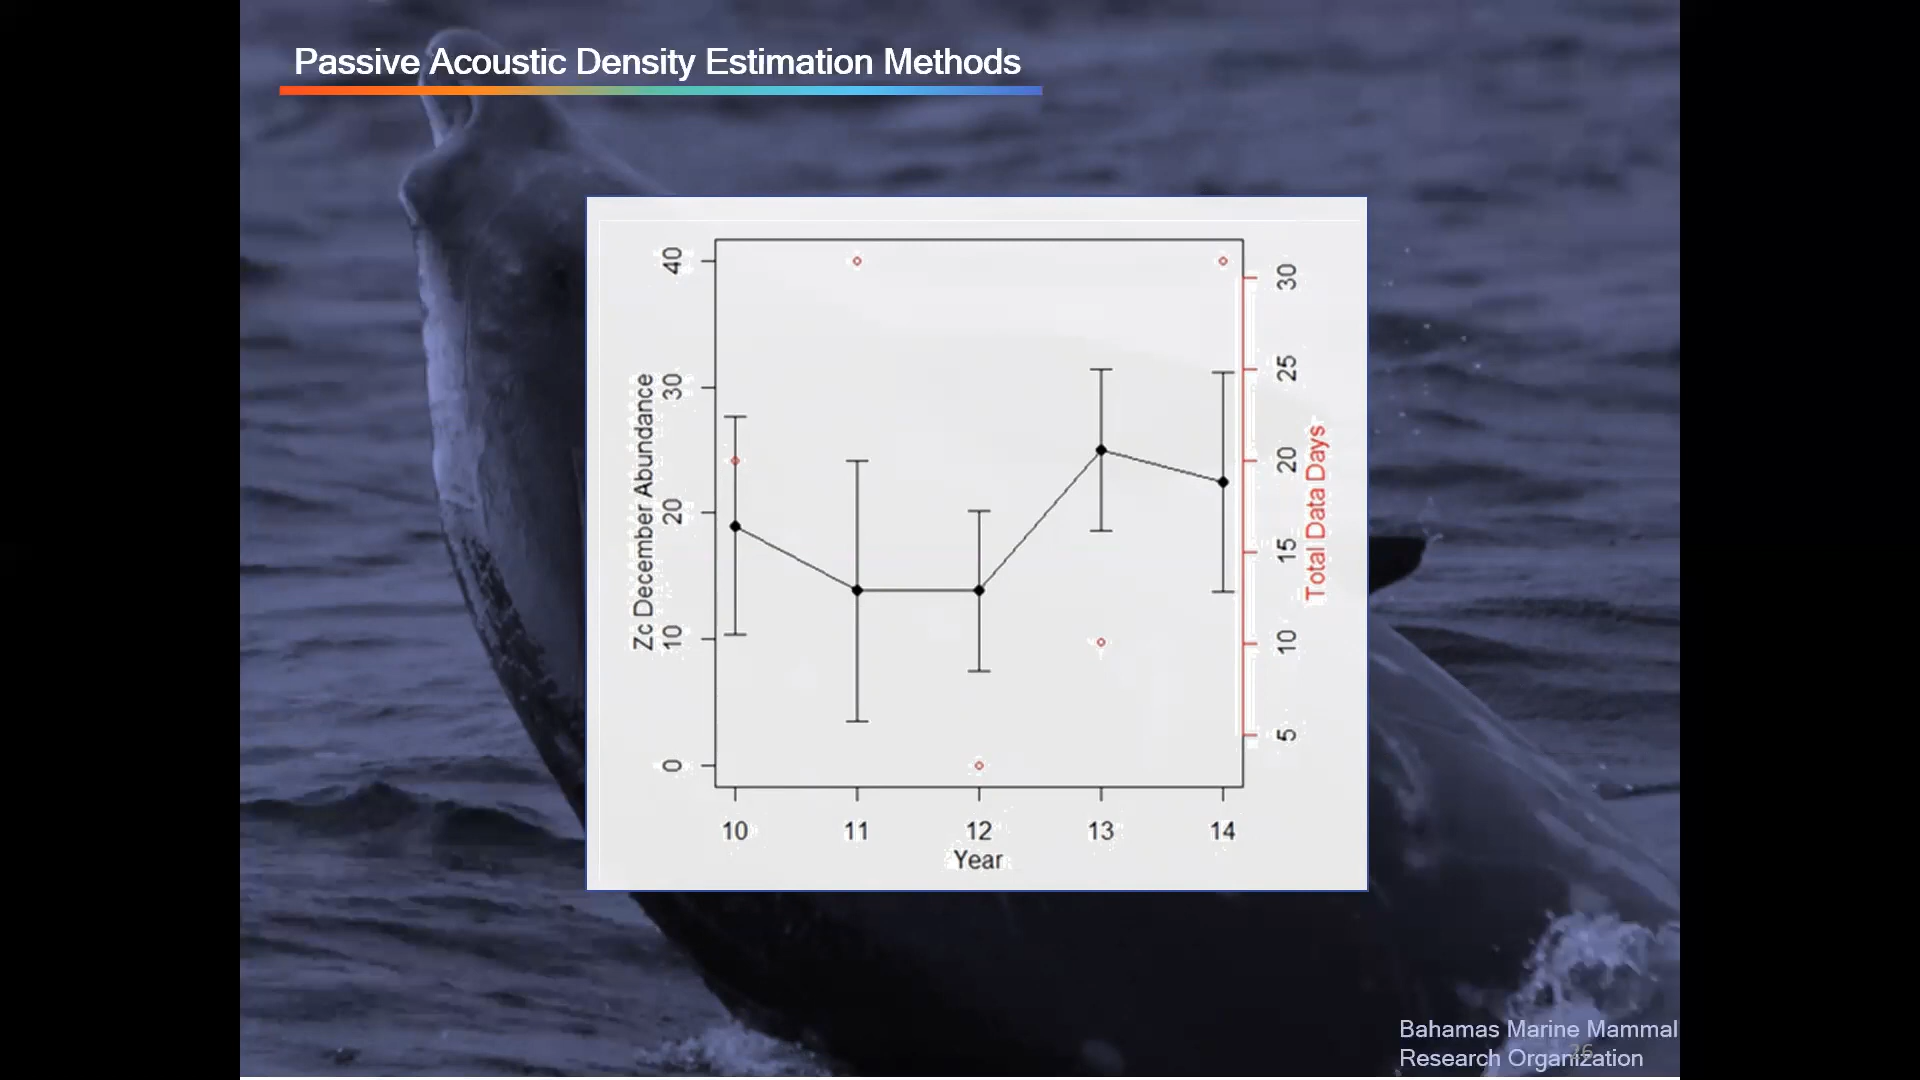 Passive Acoustic Density Estimation Methods
40
30
20
10
0
Zc December Abundance
30
25
20
15
10
5
Total Data Days
10 11 12 13 14
Year
Bahamas Marine Mammal
Research Organization
26